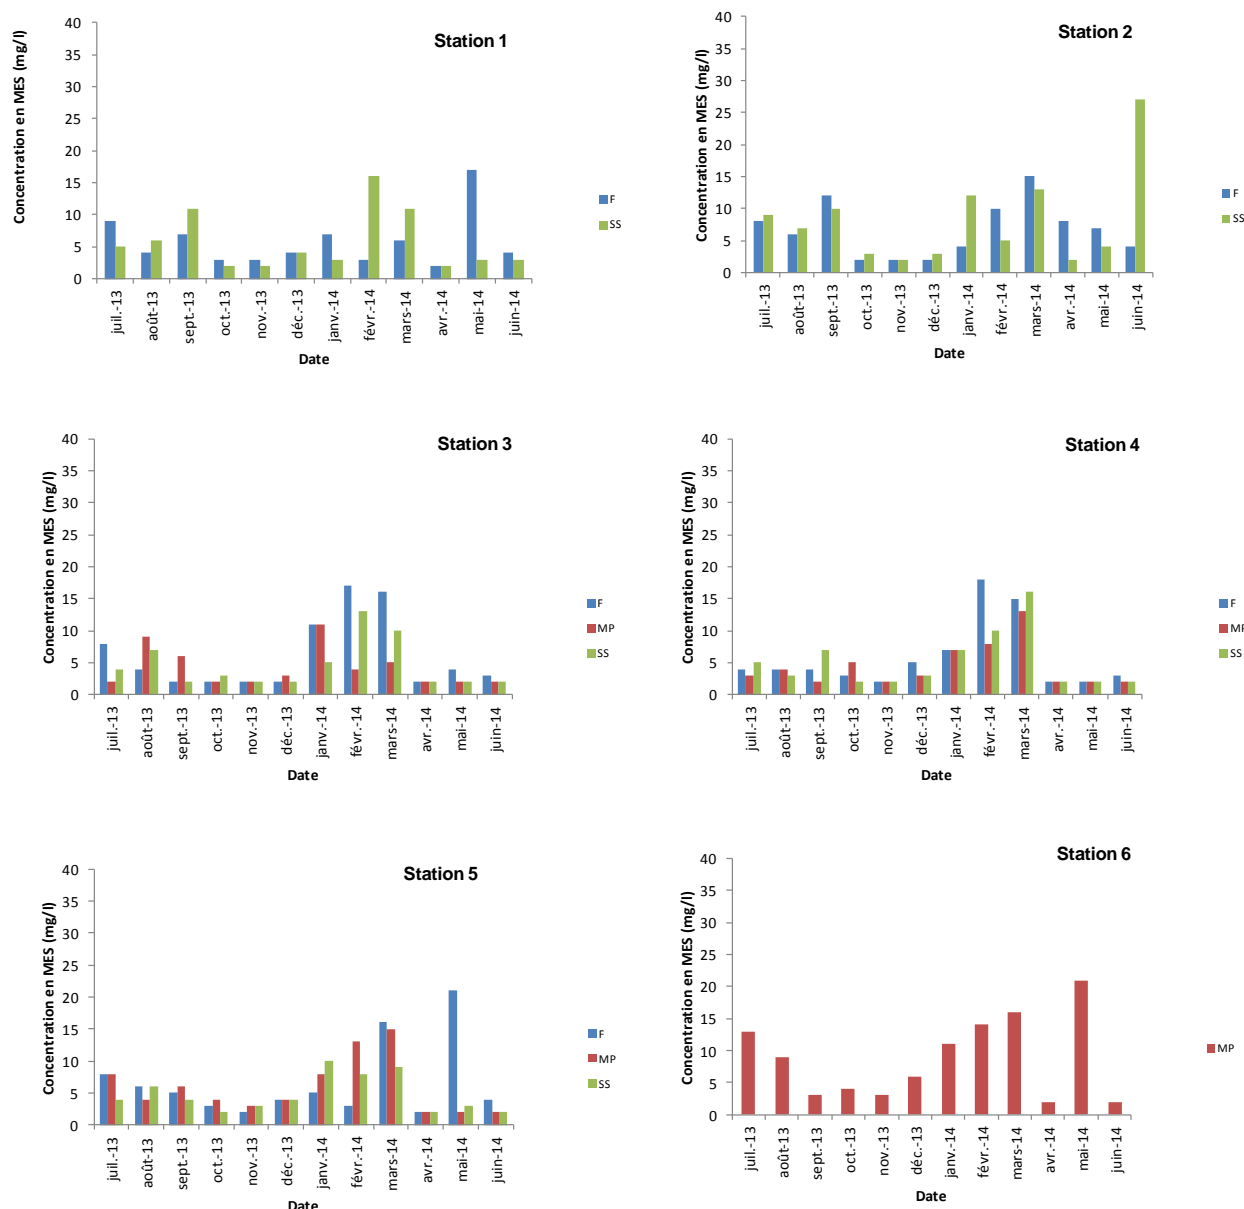 Station 1
Concentration en MES (mg/l)
40
35
30
25
20
15
10
5
0
juil.-13
août-13
sept.-13
oct.-13
nov.-13
déc.-13
janv.-14
févr.-14
mars-14
avr.-14
mai-14
juin-14
Date
F
SS
Station 2
Concentration en MES (mg/l)
40
35
30
25
20
15
10
5
0
juil.-13
août-13
sept.-13
oct.-13
nov.-13
déc.-13
janv.-14
févr.-14
mars-14
avr.-14
mai-14
juin-14
Date
F
SS
Station 3
Concentration en MES (mg/l)
40
35
30
25
20
15
10
5
0
juil.-13
août-13
sept.-13
oct.-13
nov.-13
déc.-13
janv.-14
févr.-14
mars-14
avr.-14
mai-14
juin-14
Date
F
MP
SS
Station 4
Concentration en MES (mg/l)
40
35
30
25
20
15
10
5
0
juil.-13
août-13
sept.-13
oct.-13
nov.-13
déc.-13
janv.-14
févr.-14
mars-14
avr.-14
mai-14
juin-14
Date
F
MP
SS
Station 5
Concentration en MES (mg/l)
40
35
30
25
20
15
10
5
0
juil.-13
août-13
sept.-13
oct.-13
nov.-13
déc.-13
janv.-14
févr.-14
mars-14
avr.-14
mai-14
juin-14
Date
F
MP
SS
Station 6
Concentration en MES (mg/l)
40
35
30
25
20
15
10
5
0
juil.-13
août-13
sept.-13
oct.-13
nov.-13
déc.-13
janv.-14
févr.-14
mars-14
avr.-14
mai-14
juin-14
Date
MP